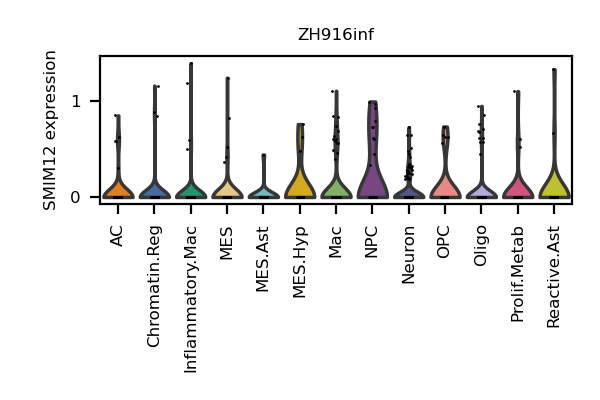 ZH916inf
SMIM12 expression
1
0
AC
Chromatin.Reg
Inflammatory.Mac
MES
MES.Ast
MES.Hyp
Mac
NPC
Neuron
OPC
Oligo
Prolif.Metab
Reactive.Ast